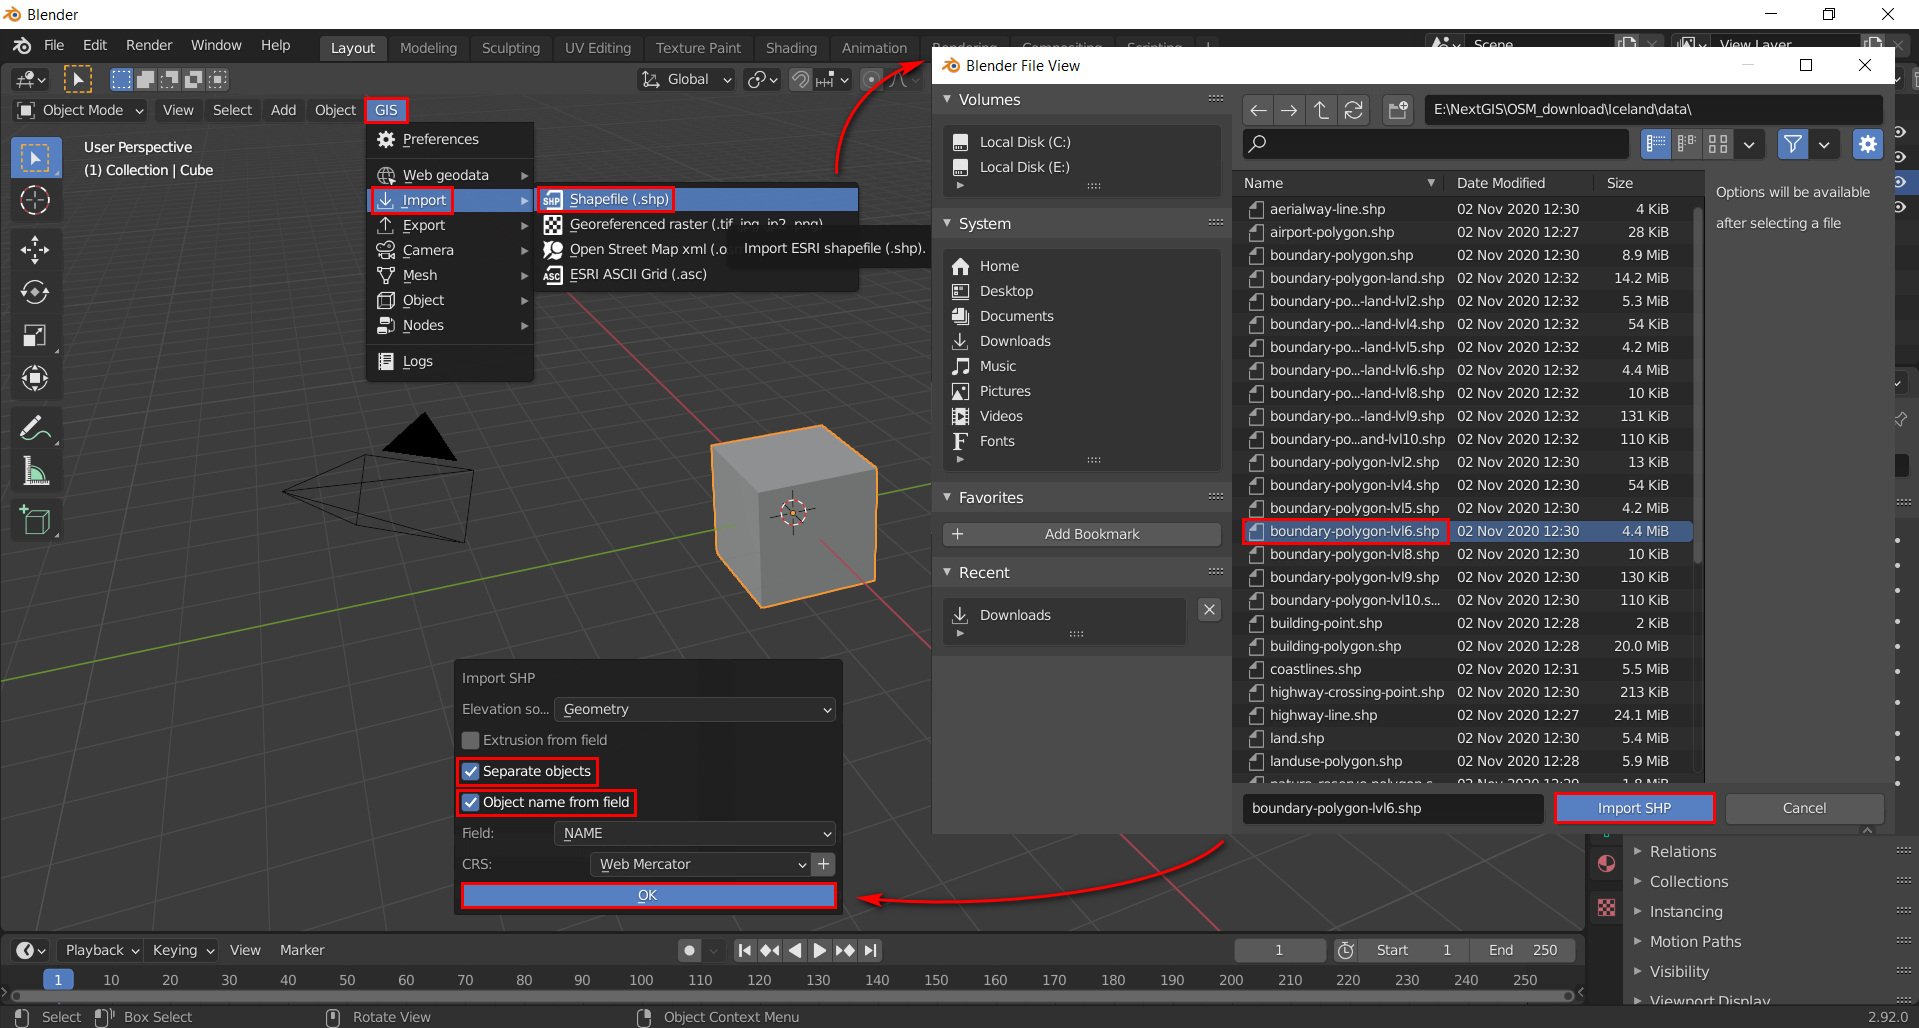 Blender
File Edit Render Window Help
Layout Modeling Sculpting UV Editing Texture Paint Shading Animation
Scene View Layer
Global
Object Mode View Select Add Object GIS
User Perspective
(1) Collection | Cube
Preferences
Web geodata
Import
Export
Camera
Mesh
Object
Nodes
Logs
SHP Shapefile (.shp)
Georeferenced raster (.tif, jpg, jp2, png)
Open Street Map xml (.o
ASC ESRI ASCII Grid (.asc)
Import ESRI shapefile (.shp).
Import SHP
Elevation so... Geometry
Extrusion from field
Separate objects
Object name from field
Field: NAME
CRS: Web Mercator
OK
Blender File View
Volumes
Local Disk (C:)
Local Disk (E:)
System
Home
Desktop
Documents
Downloads
Music
Pictures
Videos
Fonts
Favorites
Add Bookmark
Recent
Downloads
E:\NextGIS\OSM_download\Iceland\data\
Name Date Modified Size
aerialway-line.shp 02 Nov 2020 12:30 4 KiB
airport-polygon.shp 02 Nov 2020 12:27 28 KiB
boundary-polygon.shp 02 Nov 2020 12:30 8.9 MiB
boundary-polygon-land.shp 02 Nov 2020 12:32 14.2 MiB
boundary-po...-land-lvl2.shp 02 Nov 2020 12:32 5.3 MiB
boundary-po...-land-lvl4.shp 02 Nov 2020 12:32 54 KiB
boundary-po...-land-lvl5.shp 02 Nov 2020 12:32 4.2 MiB
boundary-po...-land-lvl6.shp 02 Nov 2020 12:32 4.4 MiB
boundary-po...-land-lvl8.shp 02 Nov 2020 12:32 10 KiB
boundary-po...-land-lvl9.shp 02 Nov 2020 12:32 131 KiB
boundary-po...and-lvl10.shp 02 Nov 2020 12:32 110 KiB
boundary-polygon-lvl2.shp 02 Nov 2020 12:30 13 KiB
boundary-polygon-lvl4.shp 02 Nov 2020 12:30 54 KiB
boundary-polygon-lvl5.shp 02 Nov 2020 12:30 4.2 MiB
boundary-polygon-lvl6.shp 02 Nov 2020 12:30 4.4 MiB
boundary-polygon-lvl8.shp 02 Nov 2020 12:30 10 KiB
boundary-polygon-lvl9.shp 02 Nov 2020 12:30 130 KiB
boundary-polygon-lvl10.s... 02 Nov 2020 12:30 110 KiB
building-point.shp 02 Nov 2020 12:28 2 KiB
building-polygon.shp 02 Nov 2020 12:28 20.0 MiB
coastlines.shp 02 Nov 2020 12:31 5.5 MiB
highway-crossing-point.shp 02 Nov 2020 12:30 213 KiB
highway-line.shp 02 Nov 2020 12:27 24.1 MiB
land.shp 02 Nov 2020 12:30 5.4 MiB
landuse-polygon.shp 02 Nov 2020 12:28 5.9 MiB
Options will be available
after selecting a file
boundary-polygon-lvl6.shp Import SHP Cancel
Relations
Collections
Instancing
Motion Paths
Visibility
Viewport Display
Playback Keying View Marker 1 Start 1 End 250
1 10 20 30 40 50 60 70 80 90 100 110 120 130 140 150 160 170 180 190 200 210 220 230 240 250
Select Box Select Rotate View Object Context Menu 2.92.0